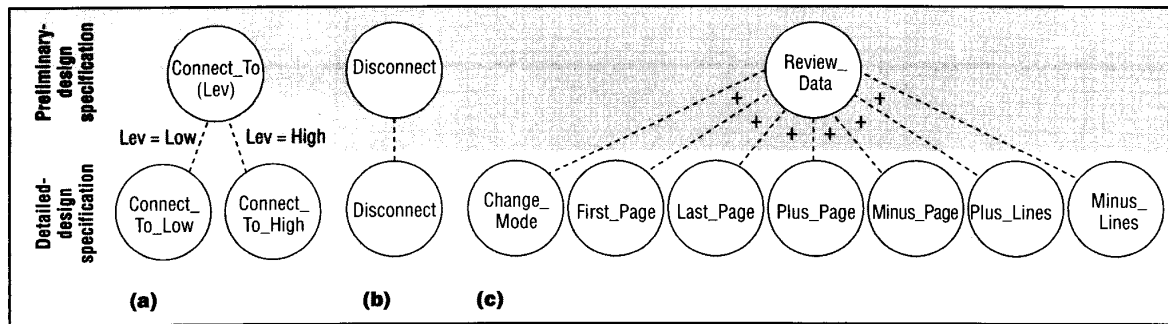 Preliminary-
design
specification
Connect_To
(Lev)
Disconnect
Review_
Data
+
+
+
+
+
+
Lev = Low
Lev = High
Detailed-
design
specification
Connect_
To_Low
Connect_
To_High
Disconnect
Change_
Mode
First_Page
Last_Page
Plus_Page
Minus_Page
Plus_Lines
Minus_
Lines
(a)
(b)
(c)